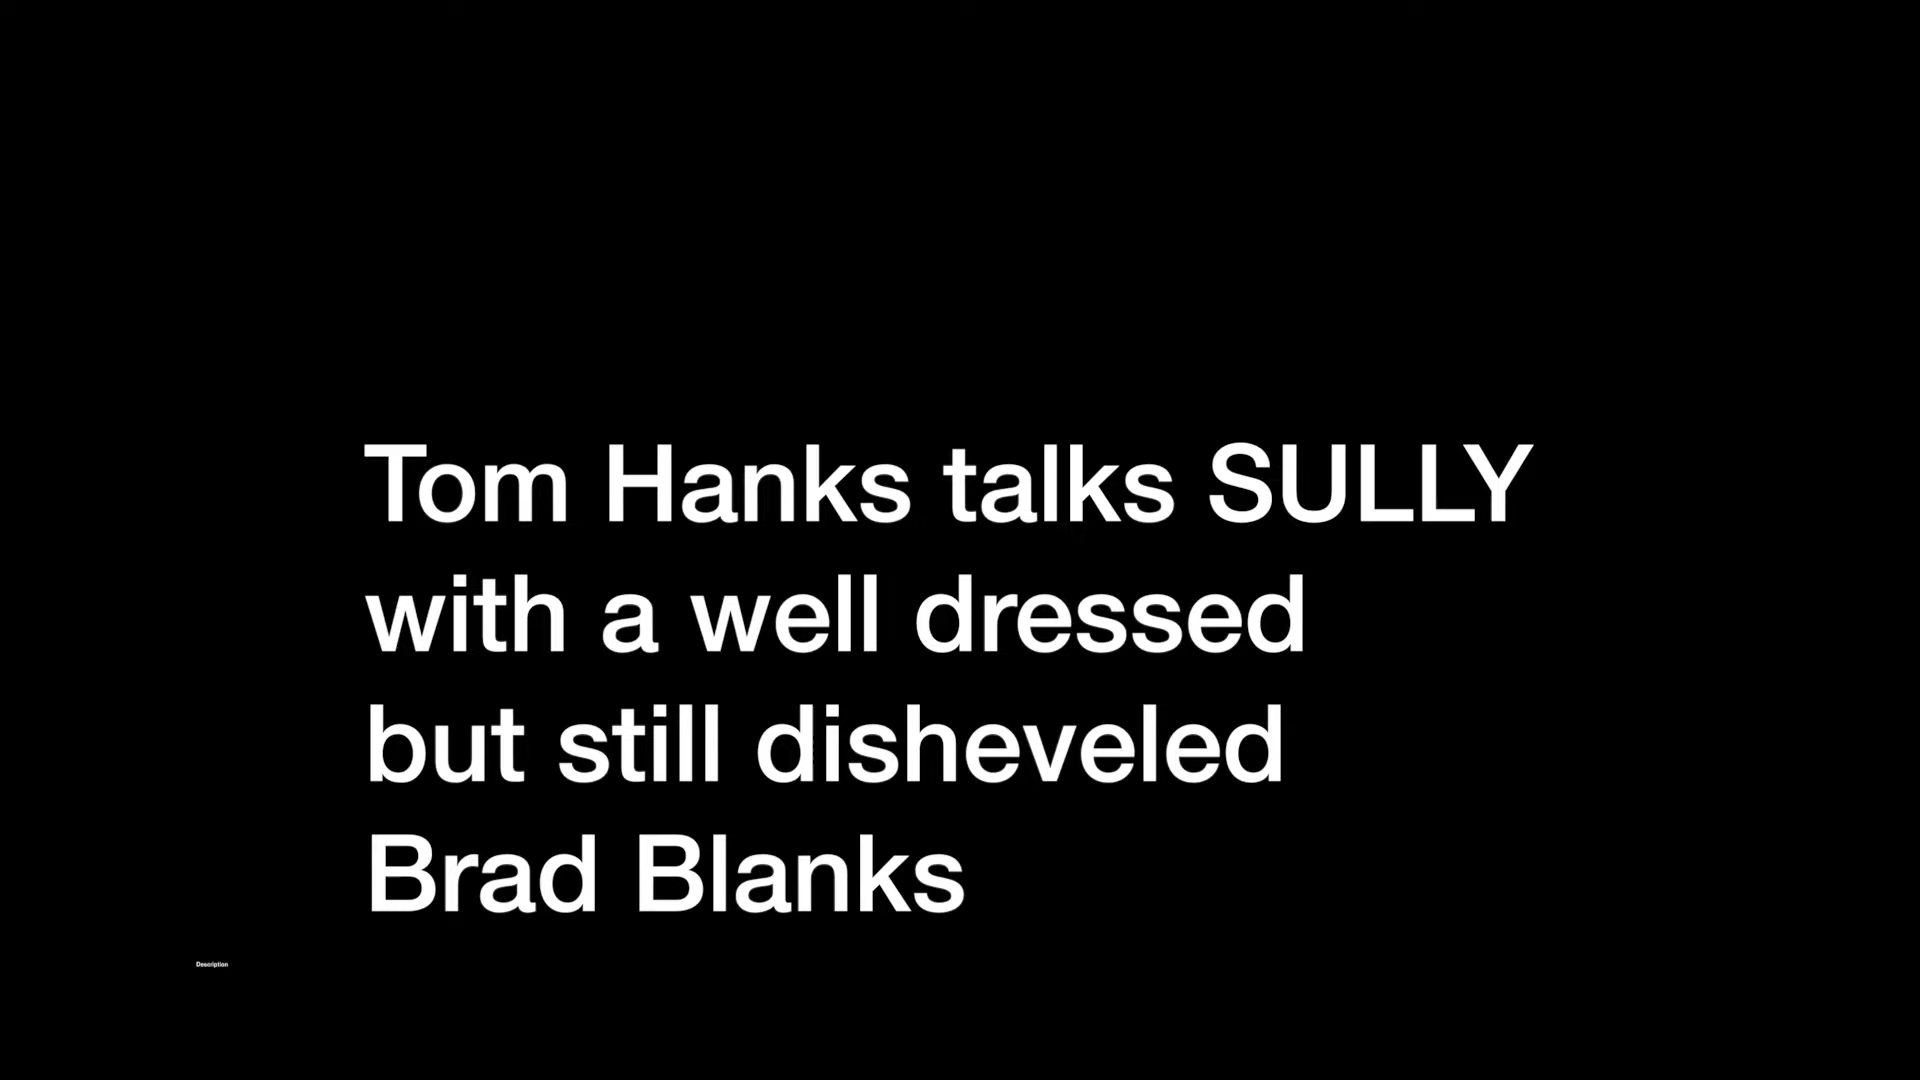 Tom Hanks talks SULLY
with a well dressed
but still disheveled
Brad Blanks
Description